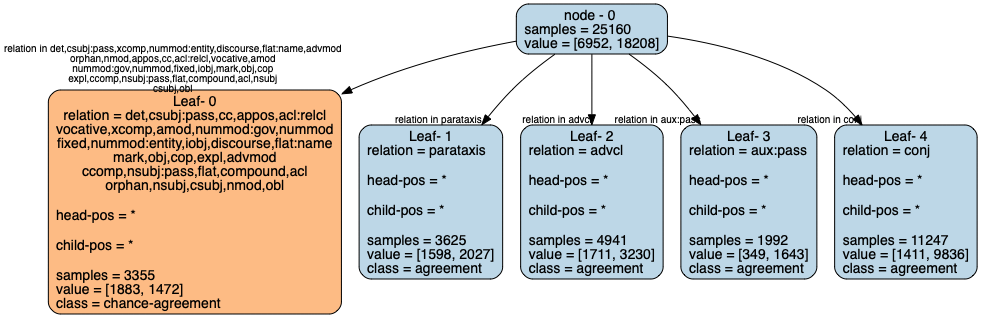 node - 0
samples = 25160
value = [6952, 18208]
relation in det,csubj:pass,xcomp,nummod:entity,discourse,flat:name,advmod
orphan,nmod,appos,cc,acl:relcl,vocative,amod
nummod:gov,nummod,fixed,iobj,mark,obj,cop
expl,ccomp,nsubj:pass,flat,compound,acl,nsubj
csubj,obl
Leaf- 0
relation = det,csubj:pass,cc,appos,acl:relcl
vocative,xcomp,amod,nummod:gov,nummod
fixed,nummod:entity,iobj,discourse,flat:name
mark,obj,cop,expl,advmod
ccomp,nsubj:pass,flat,compound,acl
orphan,nsubj,csubj,nmod,obl
head-pos = *
child-pos = *
samples = 3355
value = [1883, 1472]
class = chance-agreement
relation in parataxis
Leaf- 1
relation = parataxis
head-pos = *
child-pos = *
samples = 3625
value = [1598, 2027]
class = agreement
relation in advcl
Leaf- 2
relation = advcl
head-pos = *
child-pos = *
samples = 4941
value = [1711, 3230]
class = agreement
relation in aux:pass
Leaf- 3
relation = aux:pass
head-pos = *
child-pos = *
samples = 1992
value = [349, 1643]
class = agreement
relation in conj
Leaf- 4
relation = conj
head-pos = *
child-pos = *
samples = 11247
value = [1411, 9836]
class = agreement